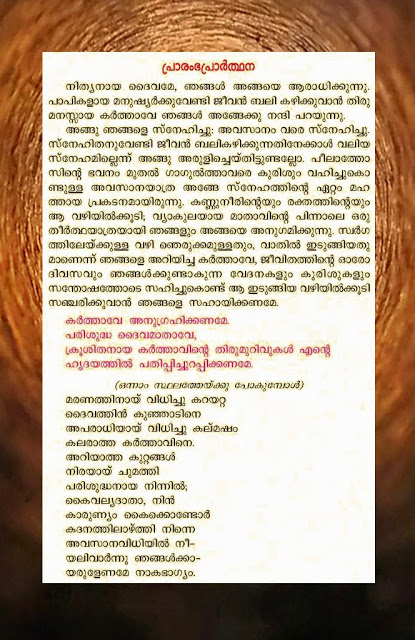 പ്രാരംഭപ്രാർത്ഥന
നിത്യനായ ദൈവമേ, ഞങ്ങൾ അങ്ങയെ ആരാധിക്കുന്നു.
പാപികളായ മനുഷ്യർക്കുവേണ്ടി ജീവൻ ബലി കഴിക്കുവാൻ തിരു
മനസ്സായ കർത്താവേ ഞങ്ങൾ അങ്ങേക്കു നന്ദി പറയുന്നു.
അങ്ങു ഞങ്ങളെ സ്നേഹിച്ചു; അവസാനം വരെ സ്നേഹിച്ചു.
സ്നേഹിതനുവേണ്ടി ജീവൻബലികഴിക്കുന്നതിനേക്കാൾ വലിയ
സ്നേഹമില്ലെന്ന് അങ്ങു അരുളിച്ചെയ്തിട്ടുണ്ടല്ലോ. പീലാത്തോ
സിന്റെ ഭവനം മുതൽ ഗാഗുൽത്താവരെ കുരിശും വഹിച്ചുകൊ
ണ്ടുള്ള അവസാനയാത്ര അങ്ങേ സ്നേഹത്തിന്റെ ഏറ്റം മഹ
ത്തായ പ്രകടനമായിരുന്നു. കണ്ണുനീരിന്റെയും രക്തത്തിന്റെയും
ആ വഴിയിൽക്കൂടി; വ്യാകുലയായ മാതാവിന്റെ പിന്നാലെ ഒരു
തീർത്ഥയാത്രയായി ഞങ്ങളും അങ്ങയെ അനുഗമിക്കുന്നു. സ്വർഗ
ത്തിലേയ്ക്കുള്ള വഴി ഞെരുക്കമുള്ളതും, വാതിൽ ഇടുങ്ങിയതു
മാണെന്ന് ഞങ്ങളെ അറിയിച്ച കർത്താവേ, ജീവിതത്തിന്റെ ഓരോ
ദിവസവും ഞങ്ങൾക്കുണ്ടാകുന്ന വേദനകളും കുരിശുകളും
സന്തോഷത്തോടെ സഹിച്ചുകൊണ്ട് ആ ഇടുങ്ങിയ വഴിയിൽക്കൂടി
സഞ്ചരിക്കുവാൻ ഞങ്ങളെ സഹായിക്കണമേ.
കർത്താവേ അനുഗ്രഹിക്കണമേ.
പരിശുദ്ധ ദൈവമാതാവേ,
ക്രൂശിതനായ കർത്താവിന്റെ തിരുമുറിവുകൾ എന്റെ
ഹൃദയത്തിൽ പതിപ്പിച്ചുറപ്പിക്കണമേ.
(ഒന്നാം സ്ഥലത്തേയ്ക്കു പോകുമ്പോൾ)
മരണത്തിനായ് വിധിച്ചു കറയറ്റ
ദൈവത്തിൻ കുഞ്ഞാടിനെ
അപരാധിയായ് വിധിച്ചു കല്മഷം
കലരാത്ത കർത്താവിനെ.
അറിയാത്ത കുറ്റങ്ങൾ
നിരയായ് ചുമത്തി
പരിശുദ്ധനായ നിന്നിൽ;
കൈവല്യദാതാ, നിൻ
കാരുണ്യം കൈക്കൊണ്ടോർ
കദനത്തിലാഴ്ത്തി നിന്നെ
അവസാനവിധിയിൽ നീ-
യലിവാർന്നു ഞങ്ങൾക്കാ-
യരുളേണമേ നാകഭാഗ്യം.